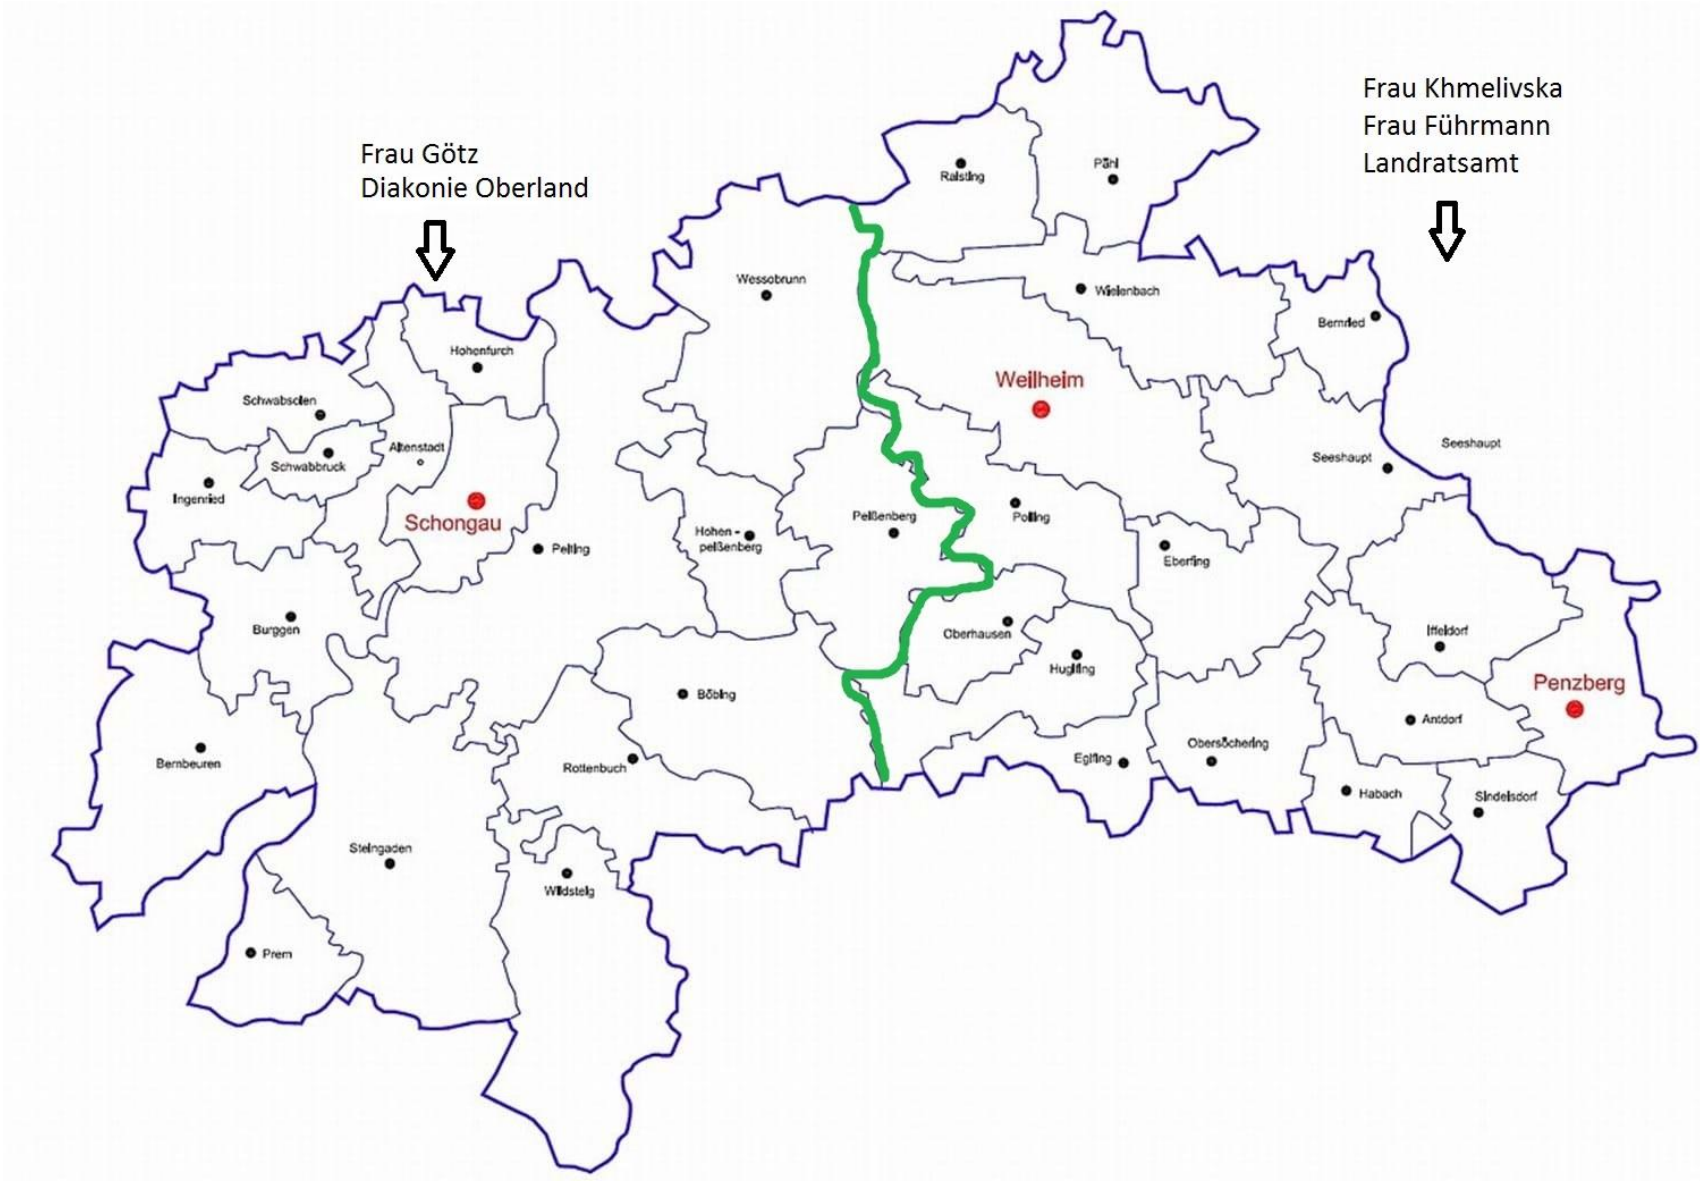 Frau Khmelivska
Frau Führmann
Landratsamt
Frau Götz
Diakonie Oberland
Raisting
Pähl
Wessobrunn
Wielenbach
Bernried
Hohenfurch
Weilheim
Schwabsoien
Altenstadt
Seeshaupt
Seeshaupt
Schwabbruck
Ingenried
Schongau
Peiting
Hohen -
peißenberg
Peißenberg
Polling
Eberfing
Burggen
Oberhausen
Huglfing
Iffeldorf
Penzberg
Böbing
Antdorf
Bernbeuren
Rottenbuch
Eglfing
Obersöchering
Habach
Sindelsdorf
Steingaden
Wildsteig
Prem